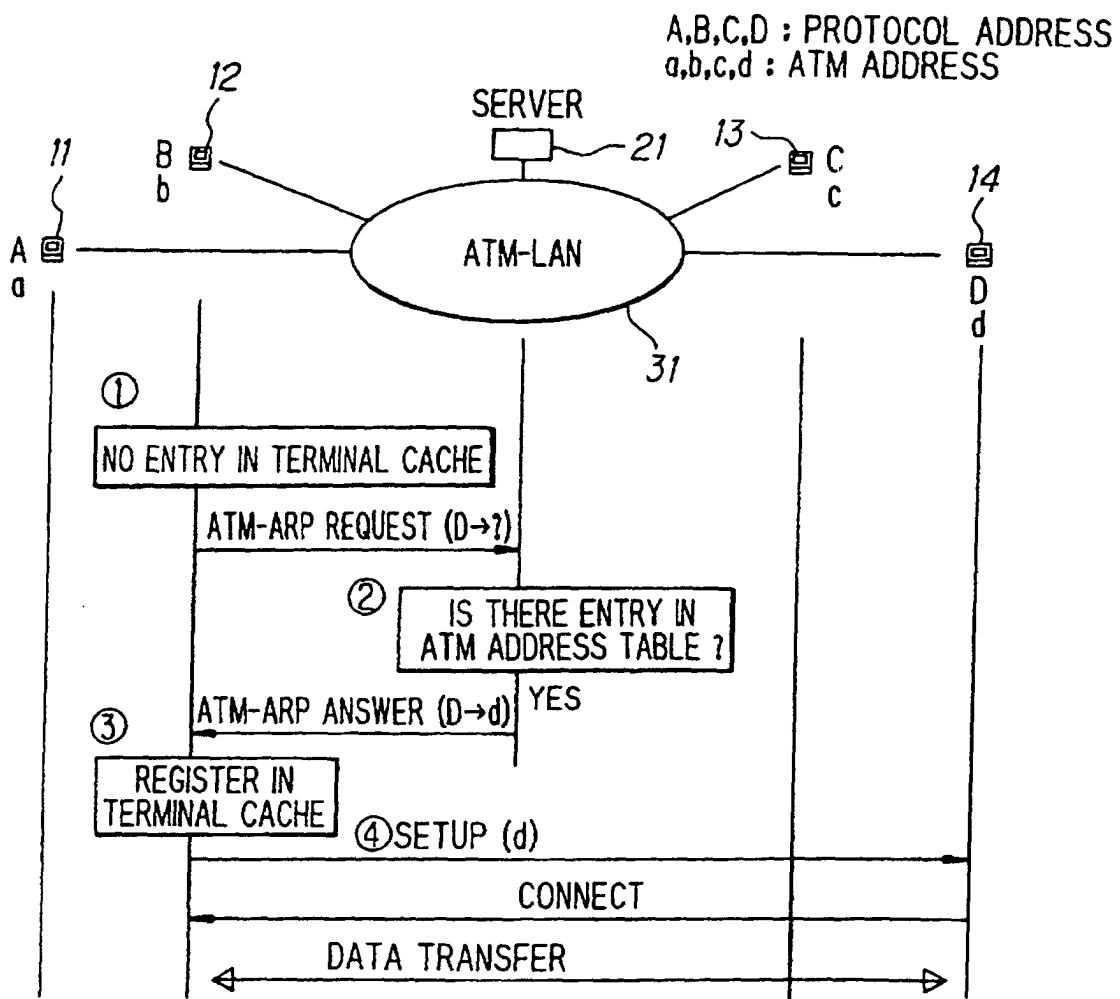 A,B,C,D : PROTOCOL ADDRESS
a,b,c,d : ATM ADDRESS
12
SERVER
13
11
B
b
21
C
c
14
A
a
ATM-LAN
D
d
31
①
NO ENTRY IN TERMINAL CACHE
ATM-ARP REQUEST (D→?)
②
IS THERE ENTRY IN
ATM ADDRESS TABLE ?
YES
ATM-ARP ANSWER (D→d)
③
REGISTER IN
TERMINAL CACHE
④ SETUP (d)
CONNECT
DATA TRANSFER